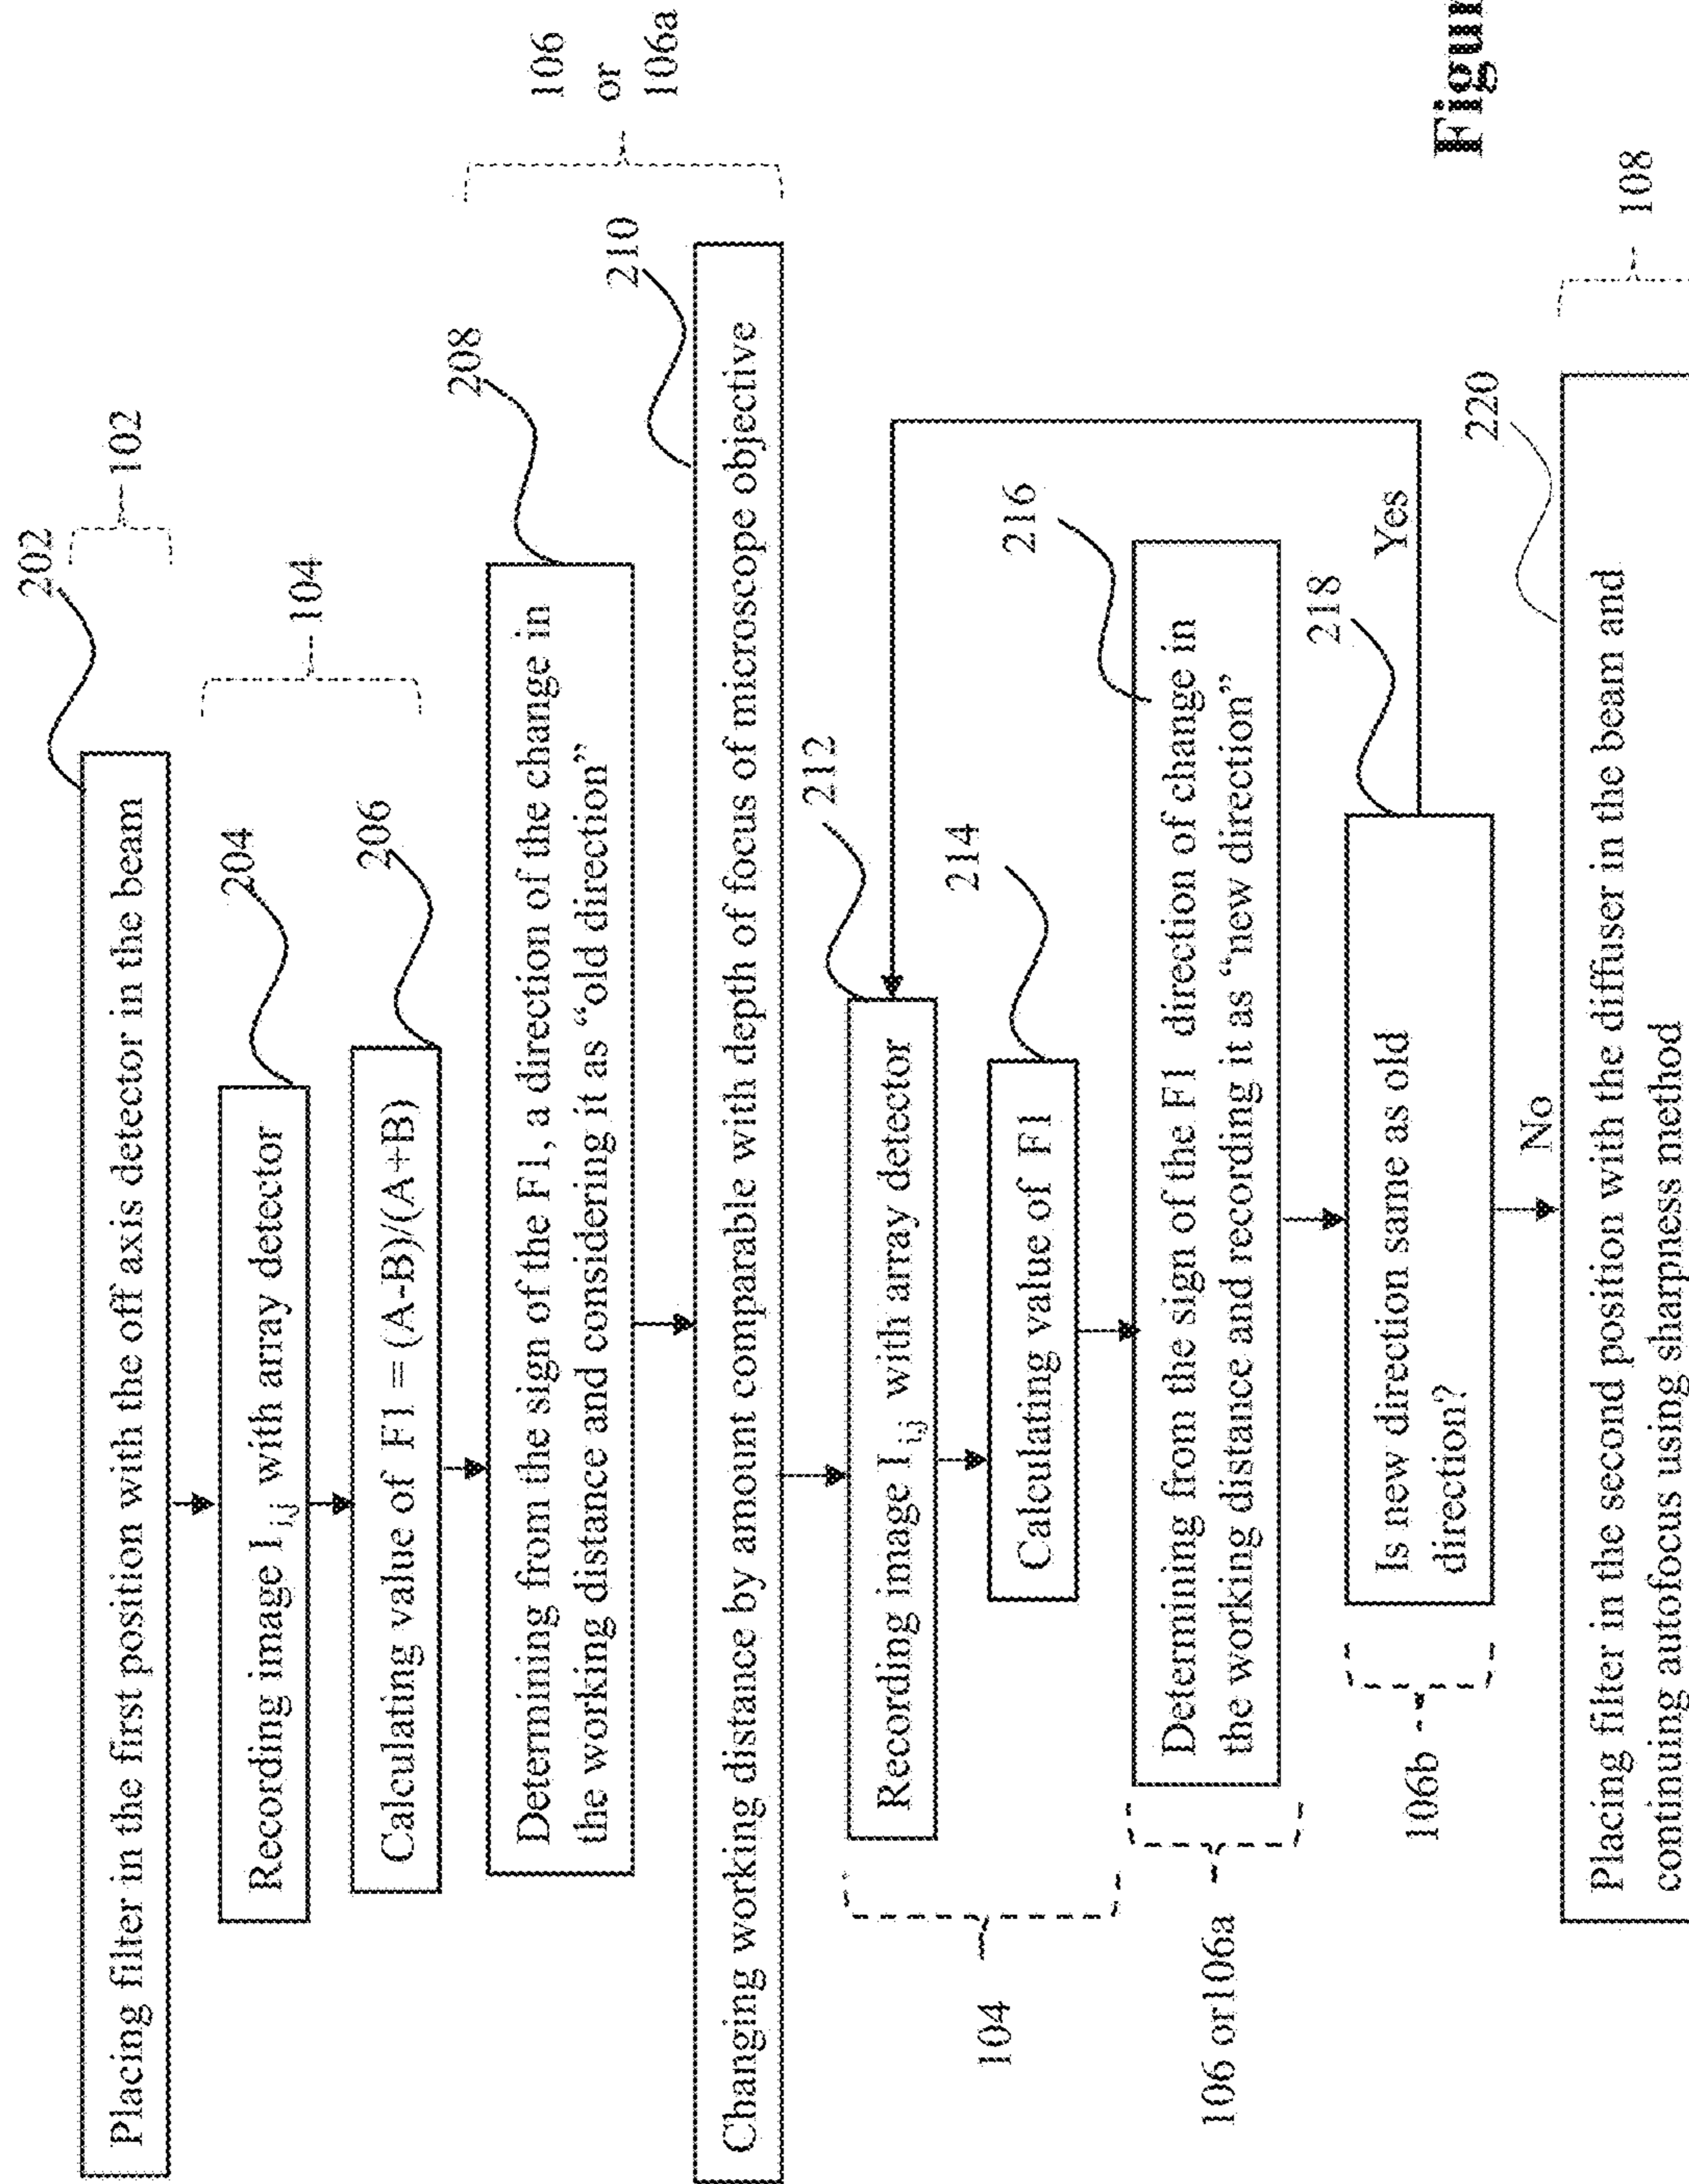 202
Placing filter in the first position with the off axis detector in the beam
102
204
Recording image I i,j with array detector
104
206
Calculating value of F1 = (A-B)/(A+B)
208
Determining from the sign of the F1, a direction of the change in
the working distance and considering it as “old direction”
106
or
106a
210
Changing working distance by amount comparable with depth of focus of microscope objective
212
Recording image I i,j with array detector
104
214
Calculating value of F1
216
Determining from the sign of the F1 direction of change in
the working distance and recording it as “new direction”
106 or106a
218
Is new direction same as old
direction?
106b
Yes
No
220
Placing filter in the second position with the diffuser in the beam and
continuing autofocus using sharpness method
108